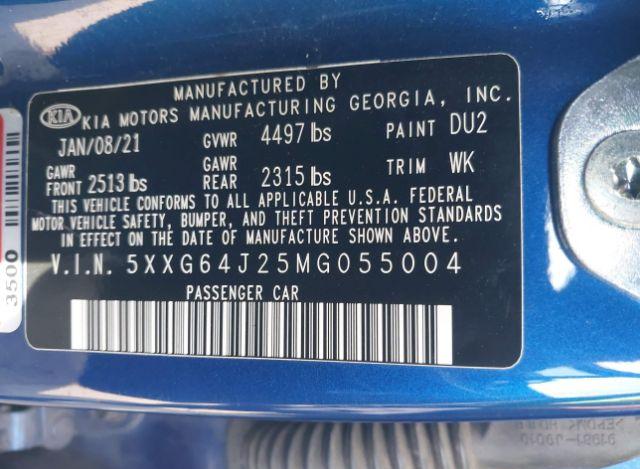 MANUFACTURED BY
KIA KIA MOTORS MANUFACTURING GEORGIA, INC.
JAN/08/21 GVWR 4497 lbs PAINT DU2
GAWR FRONT 2513 lbs GAWR REAR 2315 lbs TRIM WK
THIS VEHICLE CONFORMS TO ALL APPLICABLE U.S.A. FEDERAL
MOTOR VEHICLE SAFETY, BUMPER, AND THEFT PREVENTION STANDARDS
IN EFFECT ON THE DATE OF MANUFACTURE SHOWN ABOVE.
V.I.N. 5XXG64J25MG055004
PASSENGER CAR
3500